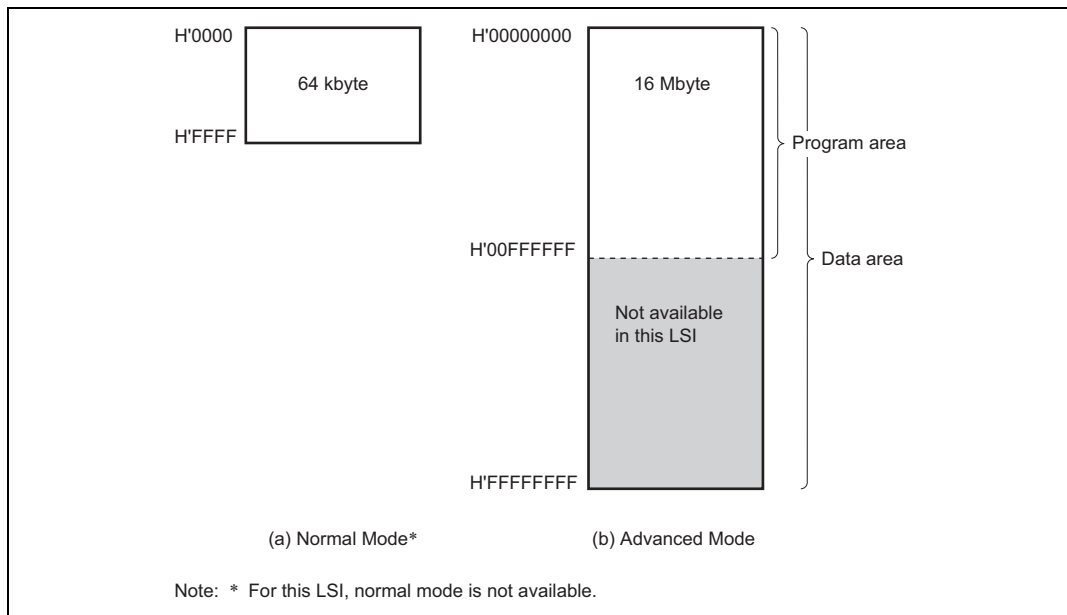 H'0000
64 kbyte
H'FFFF
H'00000000
16 Mbyte
Program area
H'00FFFFFF
Data area
Not available
in this LSI
H'FFFFFFFF
(a) Normal Mode*
(b) Advanced Mode
Note: * For this LSI, normal mode is not available.